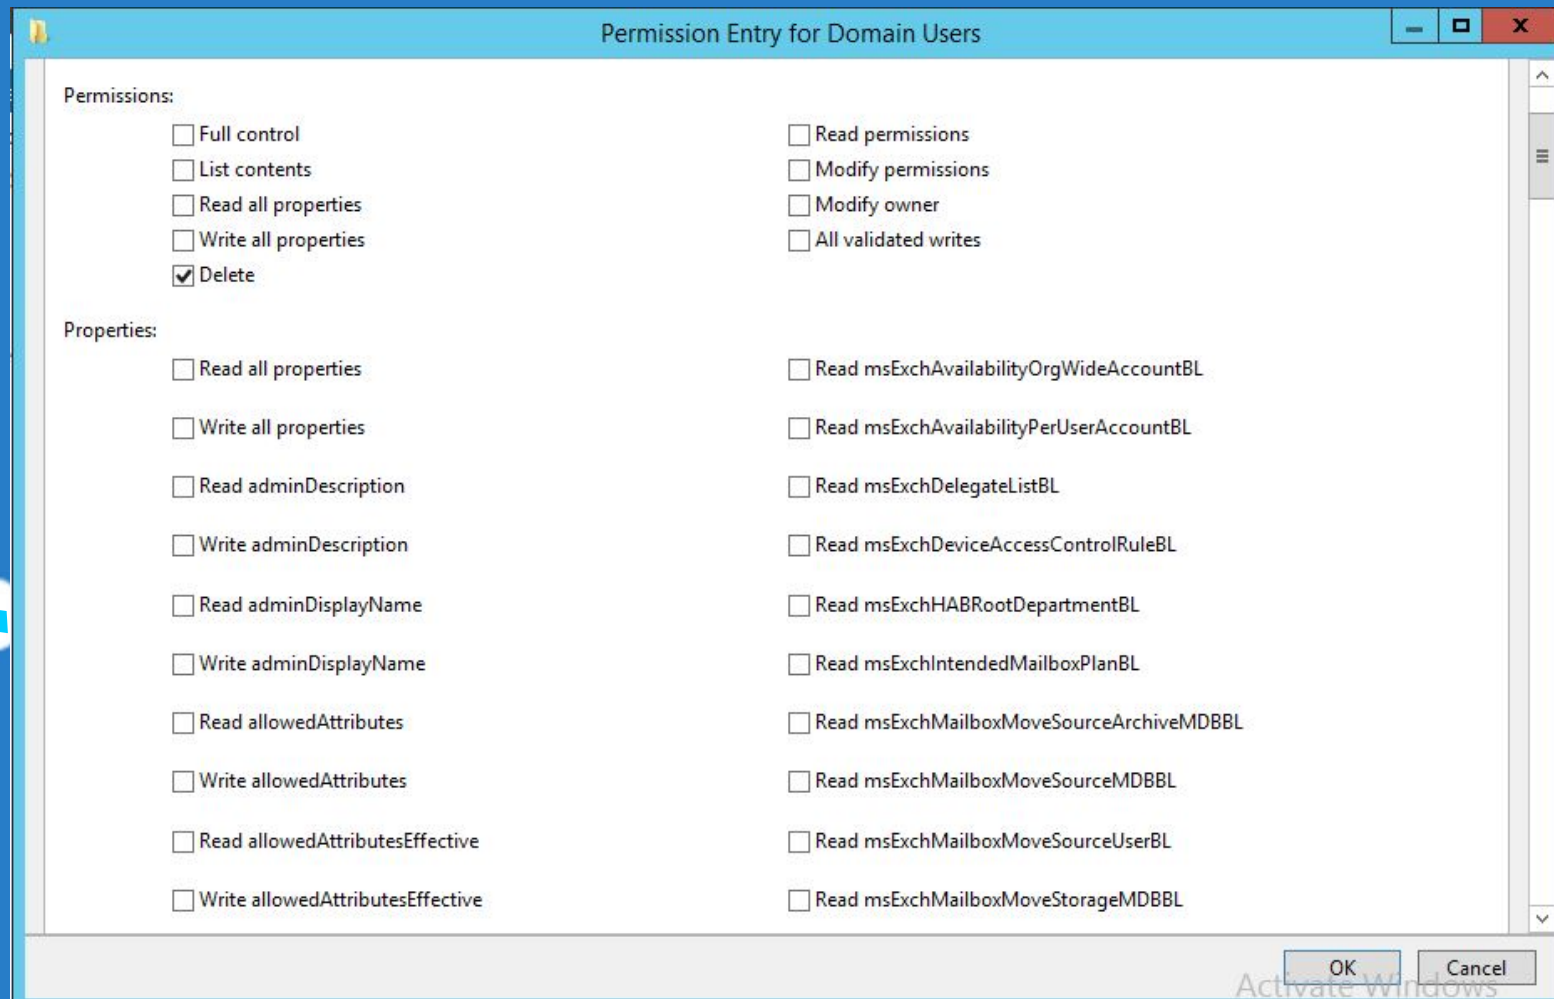 Permission Entry for Domain Users
Permissions:
Full control
List contents
Read all properties
Write all properties
Delete
Read permissions
Modify permissions
Modify owner
All validated writes
Properties:
Read all properties
Write all properties
Read adminDescription
Write adminDescription
Read adminDisplayName
Write adminDisplayName
Read allowedAttributes
Write allowedAttributes
Read allowedAttributesEffective
Write allowedAttributesEffective
Read msExchAvailabilityOrgWideAccountBL
Read msExchAvailabilityPerUserAccountBL
Read msExchDelegateListBL
Read msExchDeviceAccessControlRuleBL
Read msExchHABRootDepartmentBL
Read msExchIntendedMailboxPlanBL
Read msExchMailboxMoveSourceArchiveMDBBL
Read msExchMailboxMoveSourceMDBBL
Read msExchMailboxMoveSourceUserBL
Read msExchMailboxMoveStorageMDBBL
OK
Cancel
Activate Windows